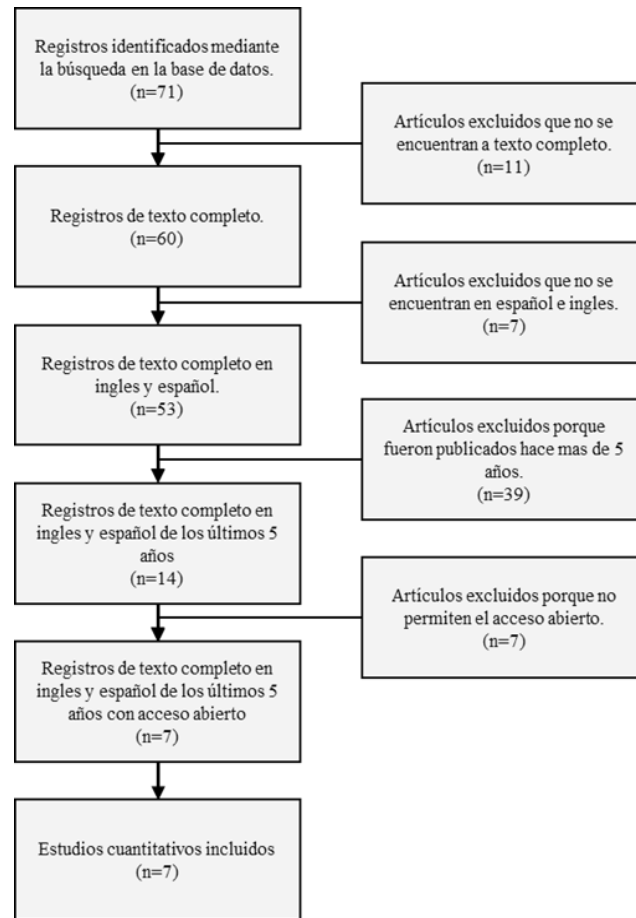 Registros identificados mediante
la búsqueda en la base de datos.
(n=71)
Artículos excluidos que no se
encuentran a texto completo.
(n=11)
Registros de texto completo.
(n=60)
Artículos excluidos que no se
encuentran en español e ingles.
(n=7)
Registros de texto completo en
ingles y español.
(n=53)
Artículos excluidos porque
fueron publicados hace mas de 5
años.
(n=39)
Registros de texto completo en
ingles y español de los últimos 5
años
(n=14)
Artículos excluidos porque no
permiten el acceso abierto.
(n=7)
Registros de texto completo en
ingles y español de los últimos 5
años con acceso abierto
(n=7)
Estudios cuantitativos incluidos
(n=7)